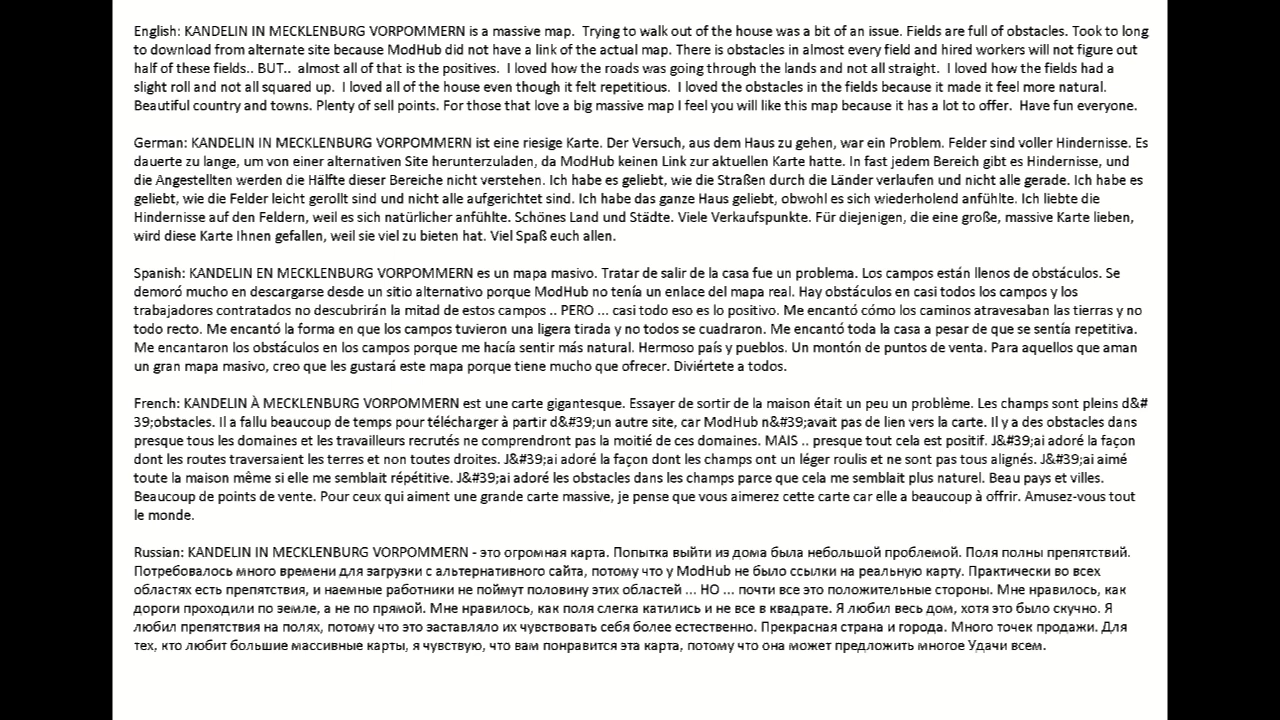 English: KANDELIN IN MECKLENBURG VORPOMMERN is a massive map.  Trying to walk out of the house was a bit of an issue. Fields are full of obstacles. Took to long
to download from alternate site because ModHub did not have a link of the actual map. There is obstacles in almost every field and hired workers will not figure out
half of these fields.. BUT..  almost all of that is the positives.  I loved how the roads was going through the lands and not all straight.  I loved how the fields had a
slight roll and not all squared up.  I loved all of the house even though it felt repetitious.  I loved the obstacles in the fields because it made it feel more natural.
Beautiful country and towns. Plenty of sell points. For those that love a big massive map I feel you will like this map because it has a lot to offer.  Have fun everyone.
German: KANDELIN IN MECKLENBURG VORPOMMERN ist eine riesige Karte. Der Versuch, aus dem Haus zu gehen, war ein Problem. Felder sind voller Hindernisse. Es
dauerte zu lange, um von einer alternativen Site herunterzuladen, da ModHub keinen Link zur aktuellen Karte hatte. In fast jedem Bereich gibt es Hindernisse, und
die Angestellten werden die Hälfte dieser Bereiche nicht verstehen. Ich habe es geliebt, wie die Straßen durch die Länder verlaufen und nicht alle gerade. Ich habe es
geliebt, wie die Felder leicht gerollt sind und nicht alle aufgerichtet sind. Ich habe das ganze Haus geliebt, obwohl es sich wiederholend anfühlte. Ich liebte die
Hindernisse auf den Feldern, weil es sich natürlicher anfühlte. Schönes Land und Städte. Viele Verkaufspunkte. Für diejenigen, die eine große, massive Karte lieben,
wird diese Karte Ihnen gefallen, weil sie viel zu bieten hat. Viel Spaß euch allen.
Spanish: KANDELIN EN MECKLENBURG VORPOMMERN es un mapa masivo. Tratar de salir de la casa fue un problema. Los campos están llenos de obstáculos. Se
demoró mucho en descargarse desde un sitio alternativo porque ModHub no tenía un enlace del mapa real. Hay obstáculos en casi todos los campos y los
trabajadores contratados no descubrirán la mitad de estos campos .. PERO ... casi todo eso es lo positivo. Me encantó cómo los caminos atravesaban las tierras y no
todo recto. Me encantó la forma en que los campos tuvieron una ligera tirada y no todos se cuadraron. Me encantó toda la casa a pesar de que se sentía repetitiva.
Me encantaron los obstáculos en los campos porque me hacía sentir más natural. Hermoso país y pueblos. Un montón de puntos de venta. Para aquellos que aman
un gran mapa masivo, creo que les gustará este mapa porque tiene mucho que ofrecer. Diviértete a todos.
French: KANDELIN À MECKLENBURG VORPOMMERN est une carte gigantesque. Essayer de sortir de la maison était un peu un problème. Les champs sont pleins d&#
39;obstacles. Il a fallu beaucoup de temps pour télécharger à partir d&#39;un autre site, car ModHub n&#39;avait pas de lien vers la carte. Il y a des obstacles dans
presque tous les domaines et les travailleurs recrutés ne comprendront pas la moitié de ces domaines. MAIS .. presque tout cela est positif. J&#39;ai adoré la façon
dont les routes traversaient les terres et non toutes droites. J&#39;ai adoré la façon dont les champs ont un léger roulis et ne sont pas tous alignés. J&#39;ai aimé
toute la maison même si elle me semblait répétitive. J&#39;ai adoré les obstacles dans les champs parce que cela me semblait plus naturel. Beau pays et villes.
Beaucoup de points de vente. Pour ceux qui aiment une grande carte massive, je pense que vous aimerez cette carte car elle a beaucoup à offrir. Amusez-vous tout
le monde.
Russian: KANDELIN IN MECKLENBURG VORPOMMERN - это огромная карта. Попытка выйти из дома была небольшой проблемой. Поля полны препятствий.
Потребовалось много времени для загрузки с альтернативного сайта, потому что у ModHub не было ссылки на реальную карту. Практически во всех
областях есть препятствия, и наемные работники не поймут половину этих областей ... НО ... почти все это положительные стороны. Мне нравилось, как
дороги проходили по земле, а не по прямой. Мне нравилось, как поля слегка катились и не все в квадрате. Я любил весь дом, хотя это было скучно. Я
любил препятствия на полях, потому что это заставляло их чувствовать себя более естественно. Прекрасная страна и города. Много точек продажи. Для
тех, кто любит большие массивные карты, я чувствую, что вам понравится эта карта, потому что она может предложить многое Удачи всем.